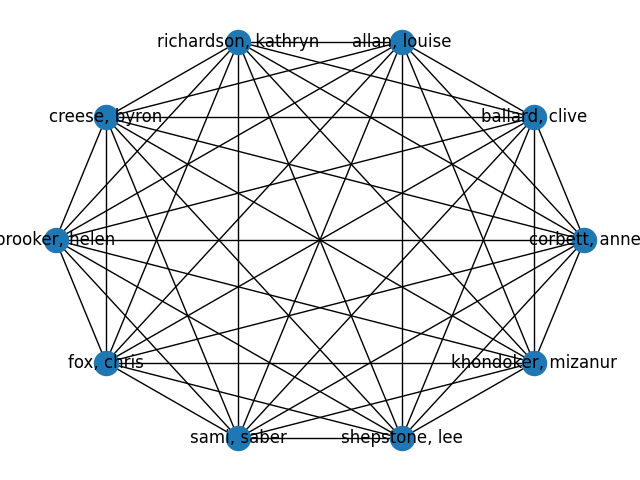 richardson, kathryn
allan, louise
creese, byron
ballard, clive
brooker, helen
corbett, anne
fox, chris
khondoker, mizanur
sami, saber
shepstone, lee